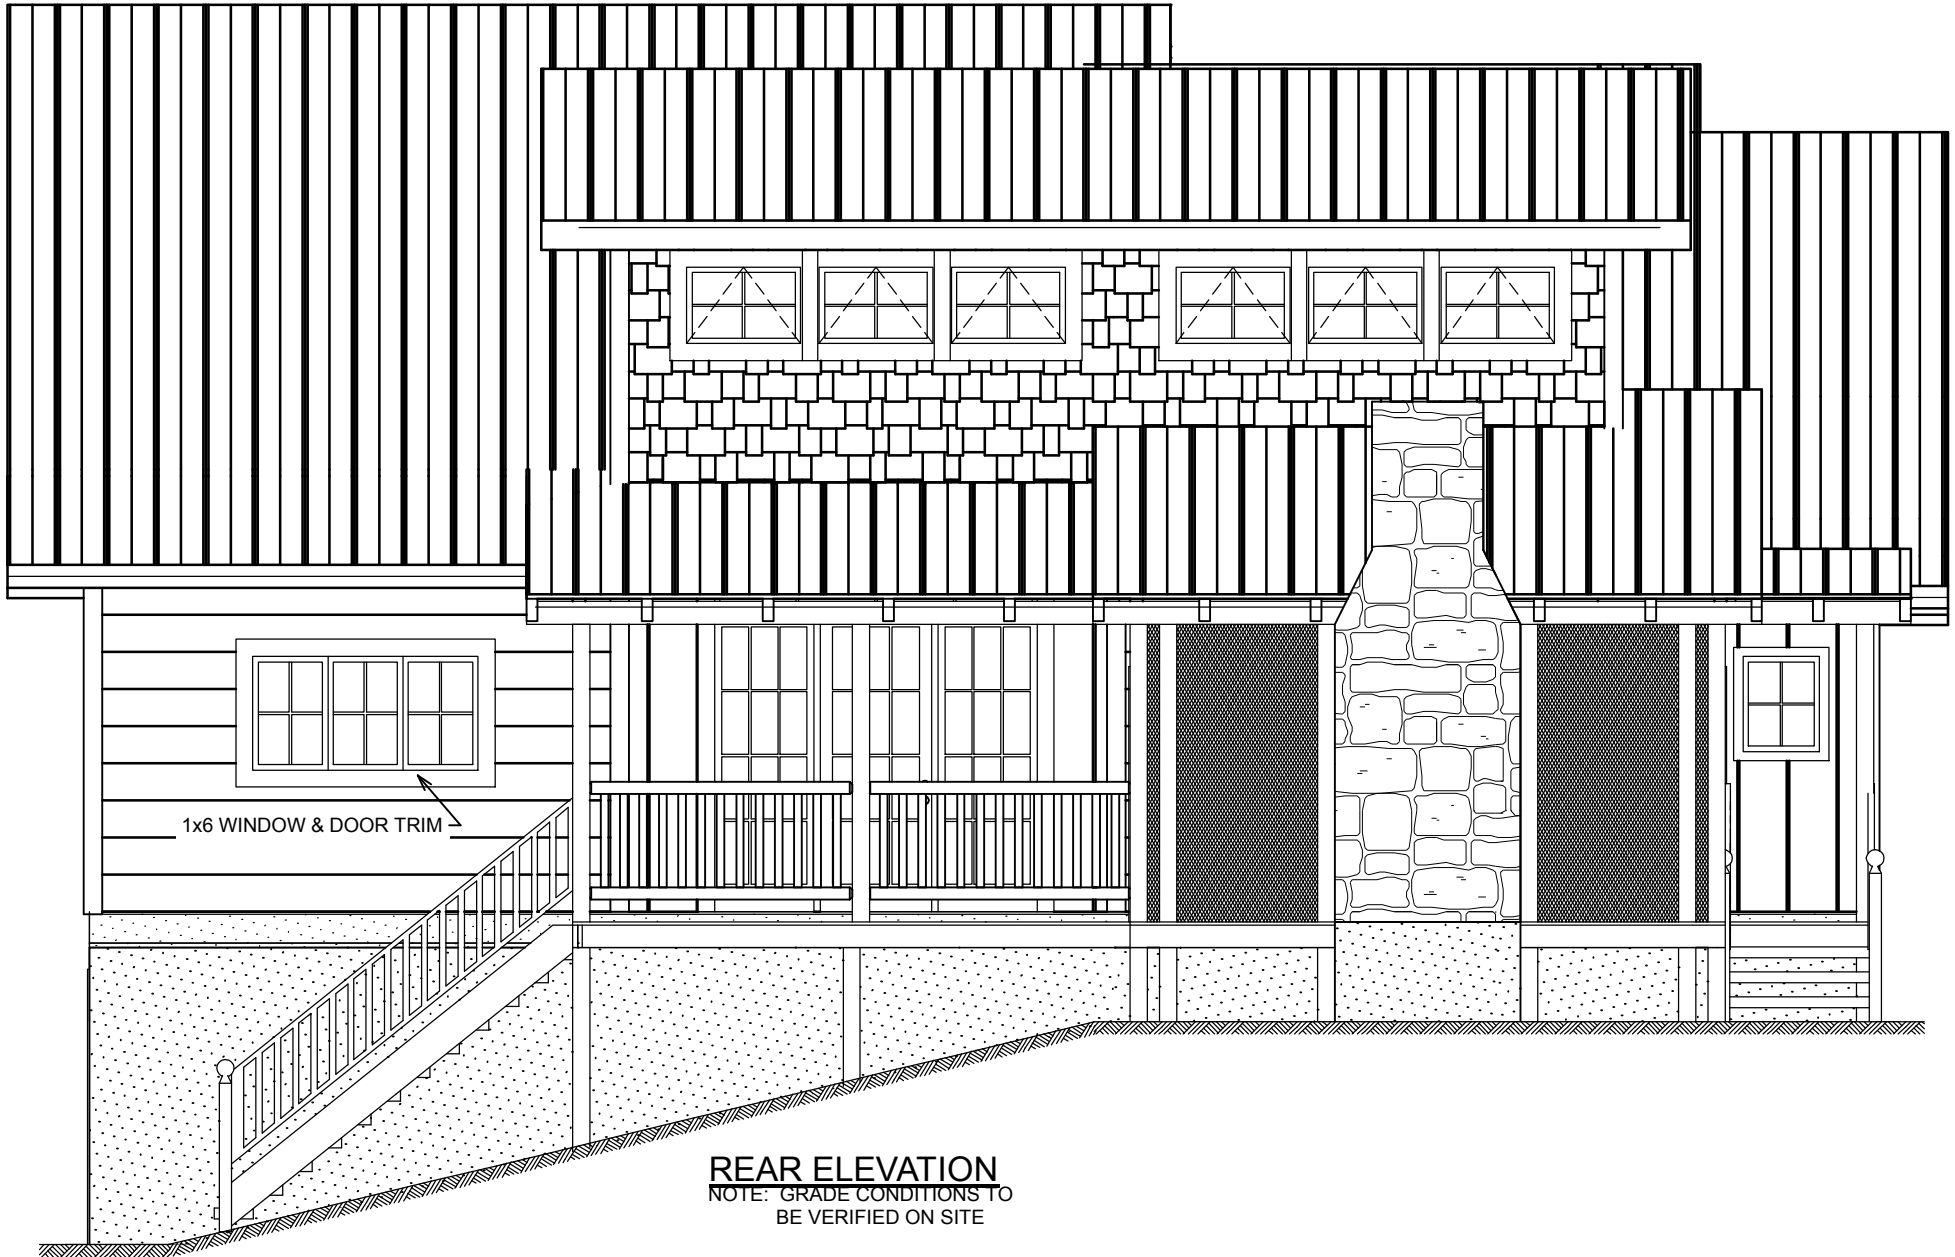 1x6 WINDOW & DOOR TRIM
REAR ELEVATION
NOTE: GRADE CONDITIONS TO
BE VERIFIED ON SITE